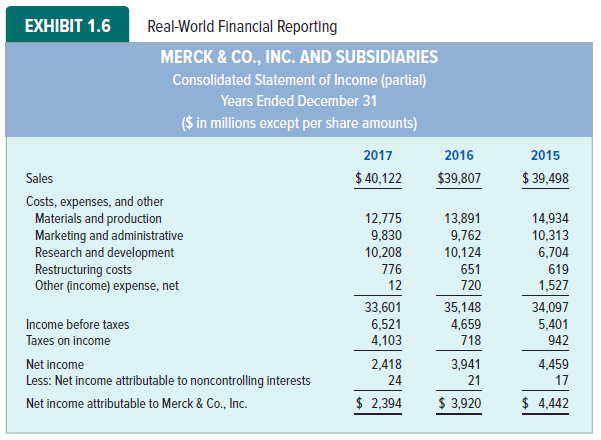 EXHIBIT 1.6 Real-World Financial Reporting
MERCK & CO., INC. AND SUBSIDIARIES
Consolidated Statement of Income (partial)
Years Ended December 31
($ in millions except per share amounts)
2017 2016 2015
Sales $ 40,122 $39,807 $ 39,498
Costs, expenses, and other
Materials and production 12,775 13,891 14,934
Marketing and administrative 9,830 9,762 10,313
Research and development 10,208 10,124 6,704
Restructuring costs 776 651 619
Other (income) expense, net 12 720 1,527
33,601 35,148 34,097
Income before taxes 6,521 4,659 5,401
Taxes on income 4,103 718 942
Net income 2,418 3,941 4,459
Less: Net income attributable to noncontrolling interests 24 21 17
Net income attributable to Merck & Co., Inc. $ 2,394 $ 3,920 $ 4,442